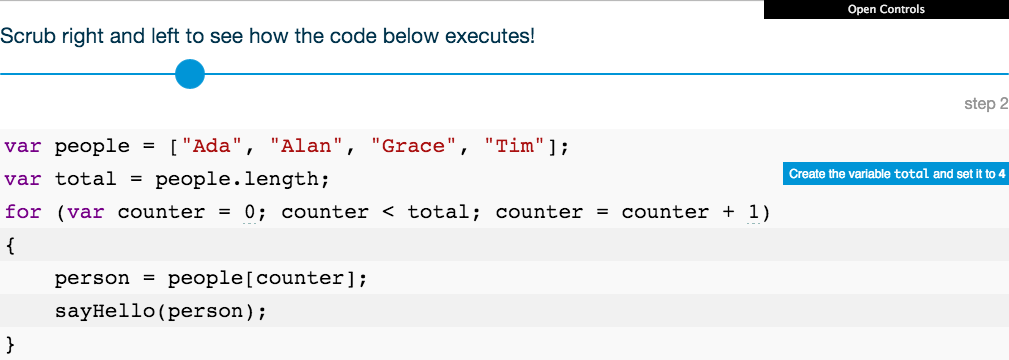 Open Controls
Scrub right and left to see how the code below executes!
step 2
var people = ["Ada", "Alan", "Grace", "Tim"];
var total = people.length;
Create the variable total and set it to 4
for (var counter = 0; counter < total; counter = counter + 1)
{
    person = people[counter];
    sayHello(person);
}